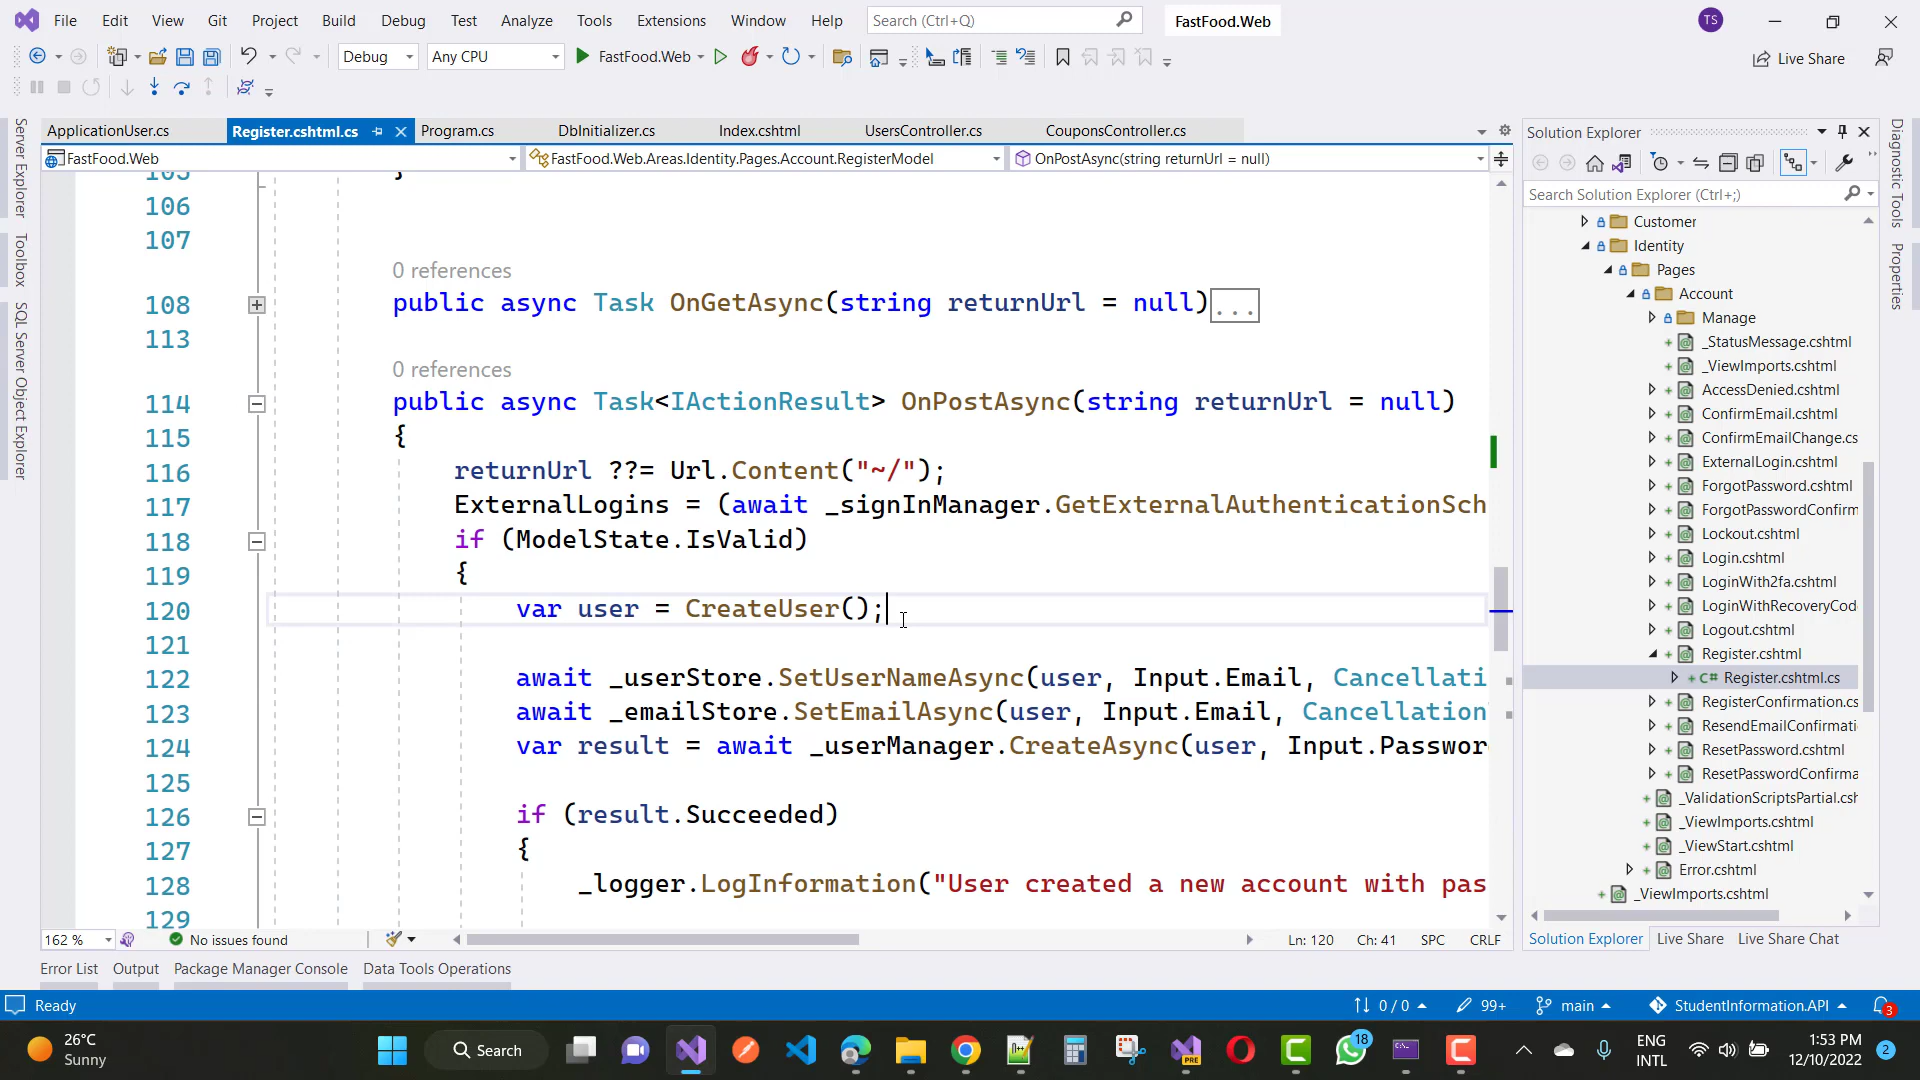 File Edit View Git Project Build Debug Test Analyze Tools Extensions Window Help Search (Ctrl+Q) FastFood.Web TS
Debug Any CPU FastFood.Web Live Share
ApplicationUser.cs Register.cshtml.cs Program.cs DbInitializer.cs Index.cshtml UsersController.cs CouponsController.cs
FastFood.Web FastFood.Web.Areas.Identity.Pages.Account.RegisterModel OnPostAsync(string returnUrl = null)
Server Explorer
Toolbox
SQL Server Object Explorer
105 }
106
107
0 references
108 public async Task OnGetAsync(string returnUrl = null)...
113
0 references
114 public async Task<IActionResult> OnPostAsync(string returnUrl = null)
115 {
116 returnUrl ??= Url.Content("~/");
117 ExternalLogins = (await _signInManager.GetExternalAuthenticationSch
118 if (ModelState.IsValid)
119 {
120 var user = CreateUser();
121
122 await _userStore.SetUserNameAsync(user, Input.Email, Cancellati
123 await _emailStore.SetEmailAsync(user, Input.Email, Cancellation
124 var result = await _userManager.CreateAsync(user, Input.Passwor
125
126 if (result.Succeeded)
127 {
128 _logger.LogInformation("User created a new account with pas
129
162 % No issues found Ln: 120 Ch: 41 SPC CRLF
Solution Explorer
Search Solution Explorer (Ctrl+;)
Customer
Identity
Pages
Account
Manage
_StatusMessage.cshtml
_ViewImports.cshtml
AccessDenied.cshtml
ConfirmEmail.cshtml
ConfirmEmailChange.cs
ExternalLogin.cshtml
ForgotPassword.cshtml
ForgotPasswordConfirm
Lockout.cshtml
Login.cshtml
LoginWith2fa.cshtml
LoginWithRecoveryCod
Logout.cshtml
Register.cshtml
C# Register.cshtml.cs
RegisterConfirmation.cs
ResendEmailConfirmati
ResetPassword.cshtml
ResetPasswordConfirma
_ValidationScriptsPartial.csh
_ViewImports.cshtml
_ViewStart.cshtml
Error.cshtml
_ViewImports.cshtml
Solution Explorer Live Share Live Share Chat
Diagnostic Tools
Properties
Error List Output Package Manager Console Data Tools Operations
Ready 0 / 0 99+ main StudentInformation.API 3
26°C
Sunny
Search
PRE
18
ENG
INTL
1:53 PM
12/10/2022
2